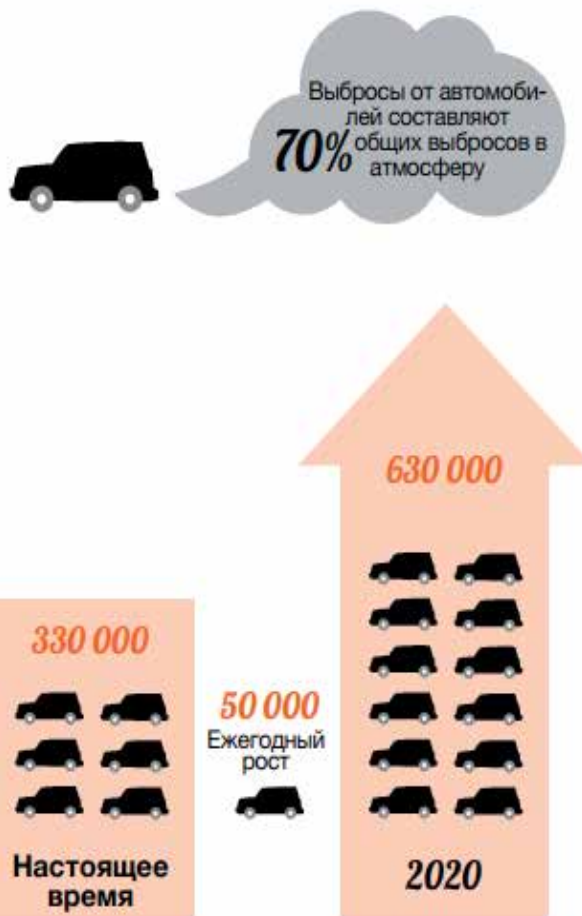 Выбросы от автомоби-
лей составляют
70% общих выбросов в
атмосферу
630 000
330 000
50 000
Ежегодный
рост
Настоящее
время
2020